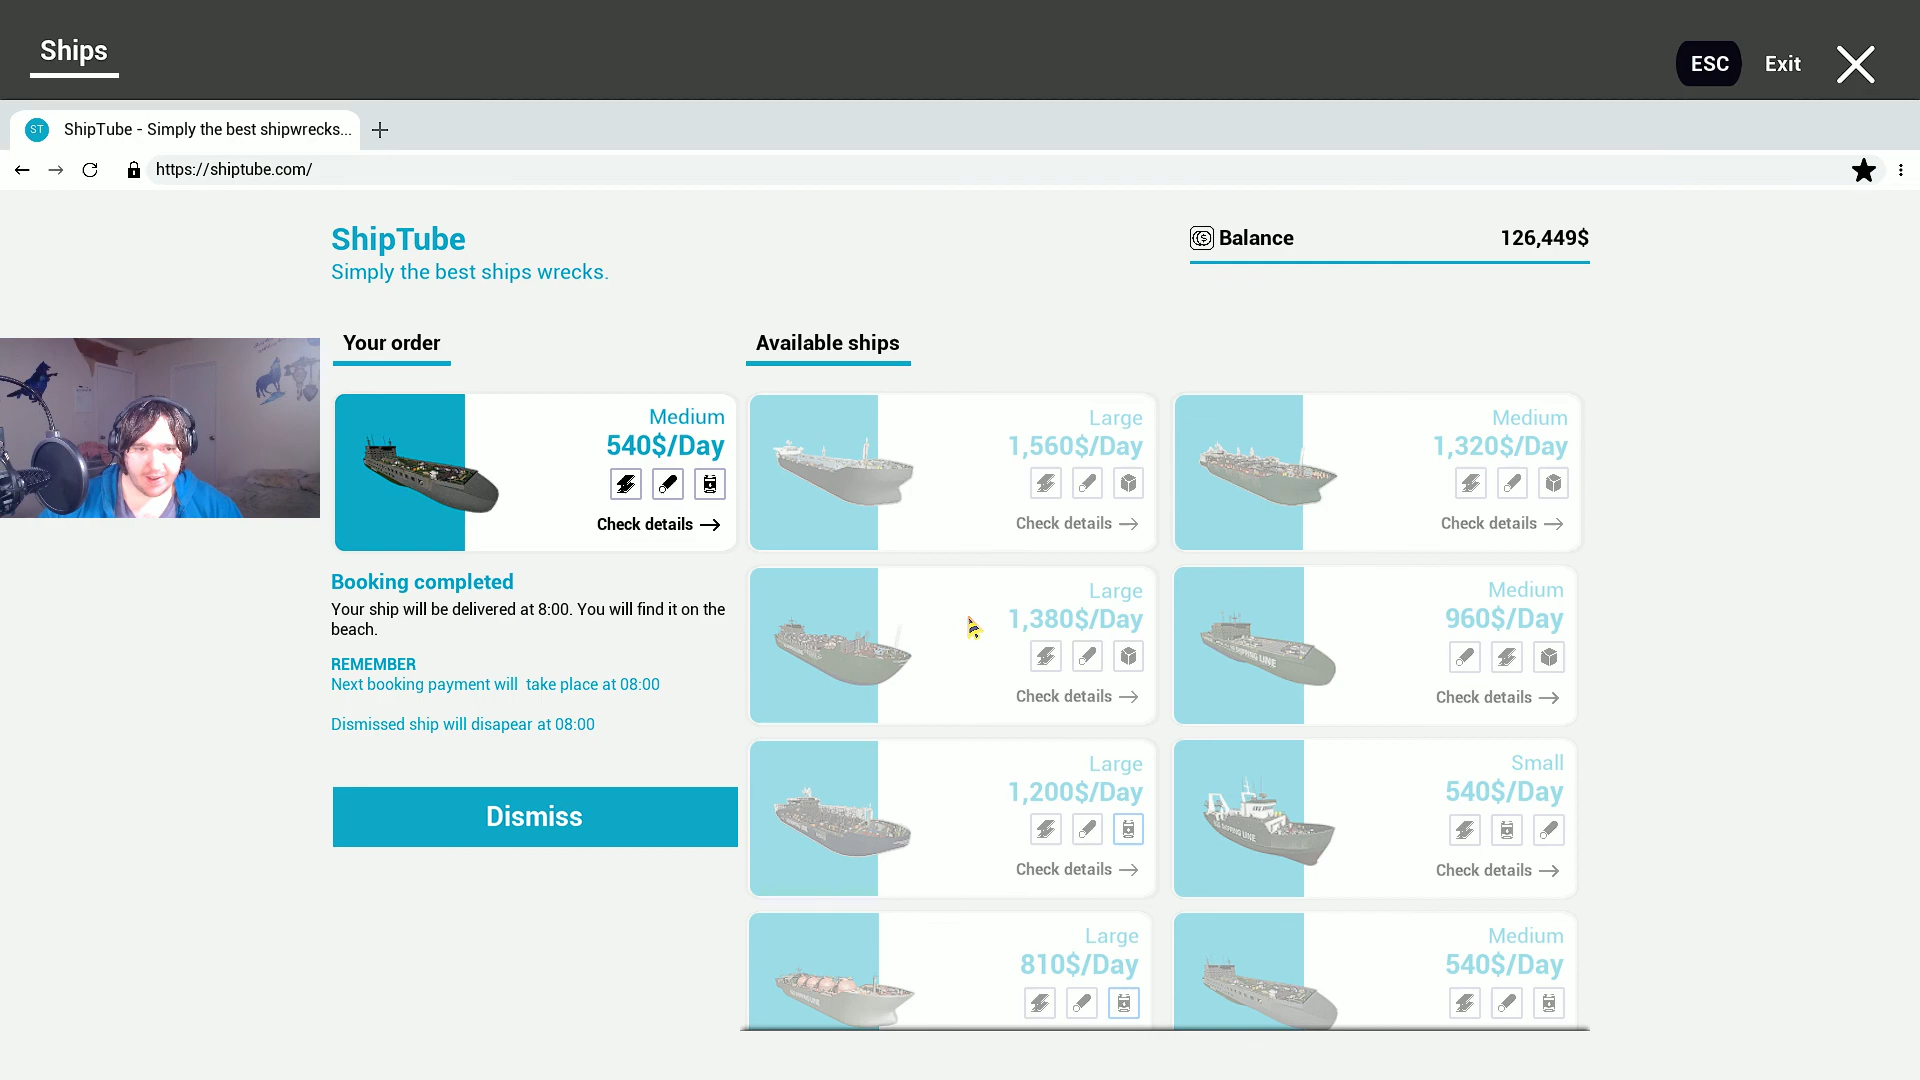 Ships
ESC Exit
ST ShipTube - Simply the best shipwrecks...
https://shiptube.com/
ShipTube
Simply the best ships wrecks.
Balance 126,449$
Your order
Available ships
Medium
540$/Day
Check details
Booking completed
Your ship will be delivered at 8:00. You will find it on the
beach.
REMEMBER
Next booking payment will take place at 08:00
Dismissed ship will disapear at 08:00
Dismiss
Large
1,560$/Day
Check details
Medium
1,320$/Day
Check details
Large
1,380$/Day
Check details
Medium
960$/Day
Check details
Large
1,200$/Day
Check details
Small
540$/Day
Check details
Large
810$/Day
Medium
540$/Day